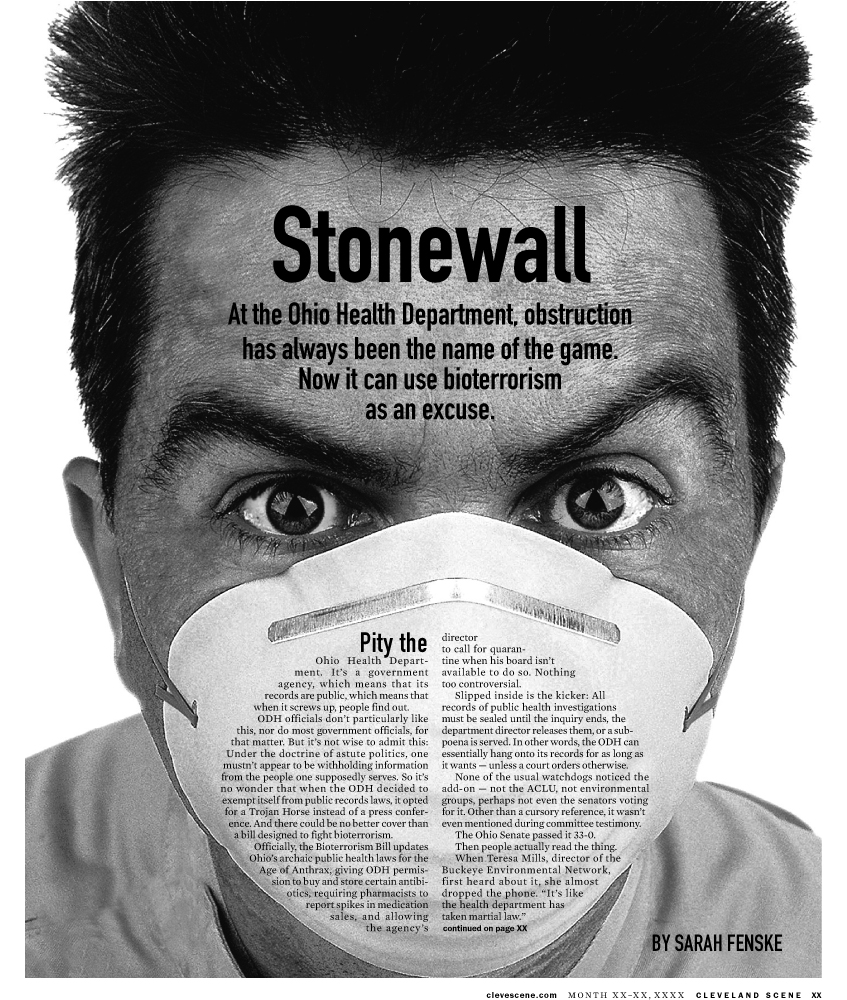 Stonewall
At the Ohio Health Department, obstruction
has always been the name of the game.
Now it can use bioterrorism
as an excuse.
Pity the
Ohio Health Depart-
ment. It's a government
agency, which means that its
records are public, which means that
when it screws up, people find out.
ODH officials don't particularly like
this, nor do most government officials, for
that matter. But it's not wise to admit this:
Under the doctrine of astute politics, one
mustn't appear to be withholding information
from the people one supposedly serves. So it's
no wonder that when the ODH decided to
exempt itself from public records laws, it opted
for a Trojan Horse instead of a press confer-
ence. And there could be no better cover than
a bill designed to fight bioterrorism.
Officially, the Bioterrorism Bill updates
Ohio's archaic public health laws for the
Age of Anthrax, giving ODH permis-
sion to buy and store certain antibi-
otics, requiring pharmacists to
report spikes in medication
sales, and allowing
the agency's
director
to call for quaran-
tine when his board isn't
available to do so. Nothing
too controversial.
Slipped inside is the kicker: All
records of public health investigations
must be sealed until the inquiry ends, the
department director releases them, or a sub-
poena is served. In other words, the ODH can
essentially hang onto its records for as long as
it wants — unless a court orders otherwise.
None of the usual watchdogs noticed the
add-on — not the ACLU, not environmental
groups, perhaps not even the senators voting
for it. Other than a cursory reference, it wasn't
even mentioned during committee testimony.
The Ohio Senate passed it 33-0.
Then people actually read the thing.
When Teresa Mills, director of the
Buckeye Environmental Network,
first heard about it, she almost
dropped the phone. “It's like
the health department has
taken martial law.”
continued on page XX
BY SARAH FENSKE
clevescene.com MONTH XX–XX, XXXX CLEVELAND SCENE XX